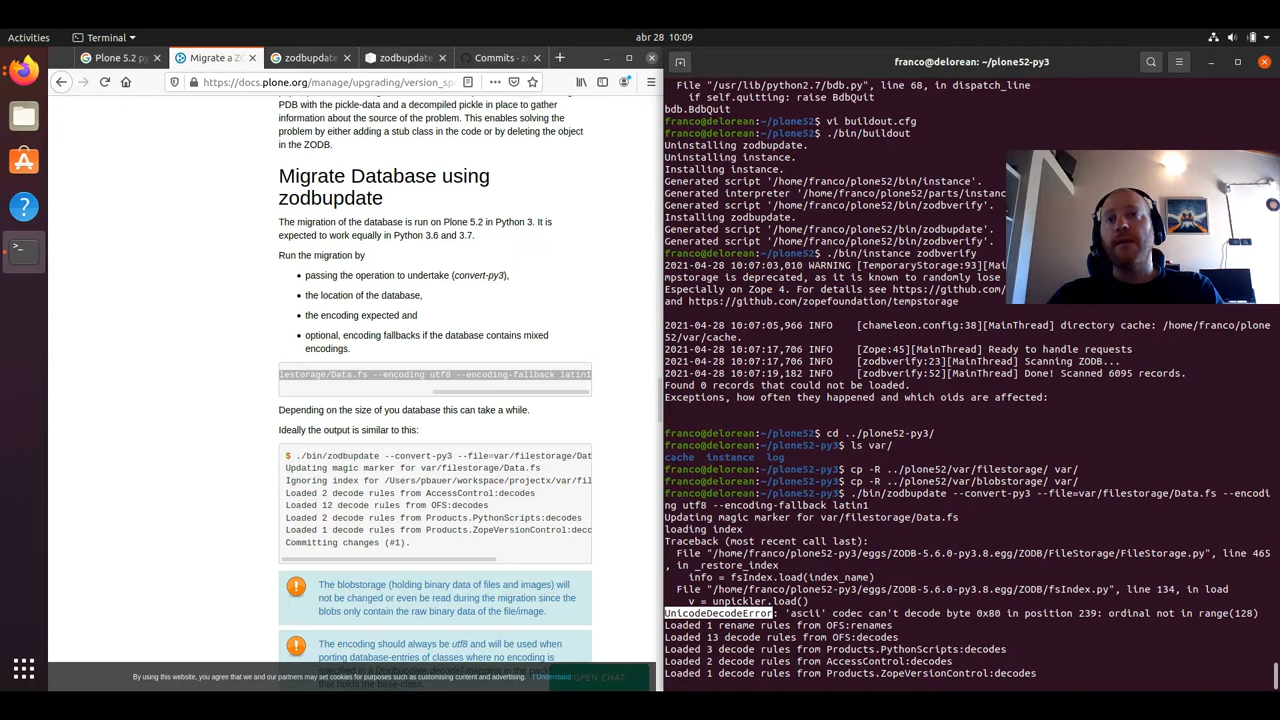 Activities
Terminal
abr 28 10:09
Plone 5.2 py
Migrate a ZO
zodbupdate
zodbupdate
Commits · zo
https://docs.plone.org/manage/upgrading/version_spe
PDB with the pickle-data and a decompiled pickle in place to gather
information about the source of the problem. This enables solving the
problem by either adding a stub class in the code or by deleting the object
in the ZODB.
Migrate Database using
zodbupdate
The migration of the database is run on Plone 5.2 in Python 3. It is
expected to work equally in Python 3.6 and 3.7.
Run the migration by
passing the operation to undertake (convert-py3),
the location of the database,
the encoding expected and
optional, encoding fallbacks if the database contains mixed
encodings.
lestorage/Data.fs --encoding utf8 --encoding-fallback latin1
Depending on the size of you database this can take a while.
Ideally the output is similar to this:
$ ./bin/zodbupdate --convert-py3 --file=var/filestorage/Dat
Updating magic marker for var/filestorage/Data.fs
Ignoring index for /Users/pbauer/workspace/projectx/var/fil
Loaded 2 decode rules from AccessControl:decodes
Loaded 12 decode rules from OFS:decodes
Loaded 2 decode rules from Products.PythonScripts:decodes
Loaded 1 decode rules from Products.ZopeVersionControl:deco
Committing changes (#1).
The blobstorage (holding binary data of files and images) will
not be changed or even be read during the migration since the
blobs only contain the raw binary data of the file/image.
The encoding should always be utf8 and will be used when
porting database-entries of classes where no encoding is
By using this website, you agree that we and our partners may set cookies for purposes such as customising content and advertising. I Understand
OPEN CHAT
franco@delorean: ~/plone52-py3
File "/usr/lib/python2.7/bdb.py", line 68, in dispatch_line
if self.quitting: raise BdbQuit
bdb.BdbQuit
franco@delorean:~/plone52$ vi buildout.cfg
franco@delorean:~/plone52$ ./bin/buildout
Uninstalling zodbupdate.
Uninstalling instance.
Installing instance.
Generated script '/home/franco/plone52/bin/instance'.
Generated interpreter '/home/franco/plone52/parts/instanc
Generated script '/home/franco/plone52/bin/zodbverify'.
Installing zodbupdate.
Generated script '/home/franco/plone52/bin/zodbupdate'.
Generated script '/home/franco/plone52/bin/zodbverify'.
franco@delorean:~/plone52$ ./bin/instance zodbverify
2021-04-28 10:07:03,010 WARNING [TemporaryStorage:93][Ma
mpstorage is deprecated, as it is known to randomly lose
Especially on Zope 4. For details see https://github.com/
and https://github.com/zopefoundation/tempstorage
2021-04-28 10:07:05,966 INFO [chameleon.config:38][MainThread] directory cache: /home/franco/plone
52/var/cache.
2021-04-28 10:07:17,706 INFO [Zope:45][MainThread] Ready to handle requests
2021-04-28 10:07:17,706 INFO [zodbverify:23][MainThread] Scanning ZODB...
2021-04-28 10:07:19,182 INFO [zodbverify:52][MainThread] Done! Scanned 6095 records.
Found 0 records that could not be loaded.
Exceptions, how often they happened and which oids are affected:
franco@delorean:~/plone52$ cd ../plone52-py3/
franco@delorean:~/plone52-py3$ ls var/
cache instance log
franco@delorean:~/plone52-py3$ cp -R ../plone52/var/filestorage/ var/
franco@delorean:~/plone52-py3$ cp -R ../plone52/var/blobstorage/ var/
franco@delorean:~/plone52-py3$ ./bin/zodbupdate --convert-py3 --file=var/filestorage/Data.fs --encodi
ng utf8 --encoding-fallback latin1
Updating magic marker for var/filestorage/Data.fs
loading index
Traceback (most recent call last):
File "/home/franco/plone52-py3/eggs/ZODB-5.6.0-py3.8.egg/ZODB/FileStorage/FileStorage.py", line 465
, in _restore_index
info = fsIndex.load(index_name)
File "/home/franco/plone52-py3/eggs/ZODB-5.6.0-py3.8.egg/ZODB/fsIndex.py", line 134, in load
v = unpickler.load()
UnicodeDecodeError: 'ascii' codec can't decode byte 0x80 in position 239: ordinal not in range(128)
Loaded 1 rename rules from OFS:renames
Loaded 13 decode rules from OFS:decodes
Loaded 3 decode rules from Products.PythonScripts:decodes
Loaded 2 decode rules from AccessControl:decodes
Loaded 1 decode rules from Products.ZopeVersionControl:decodes